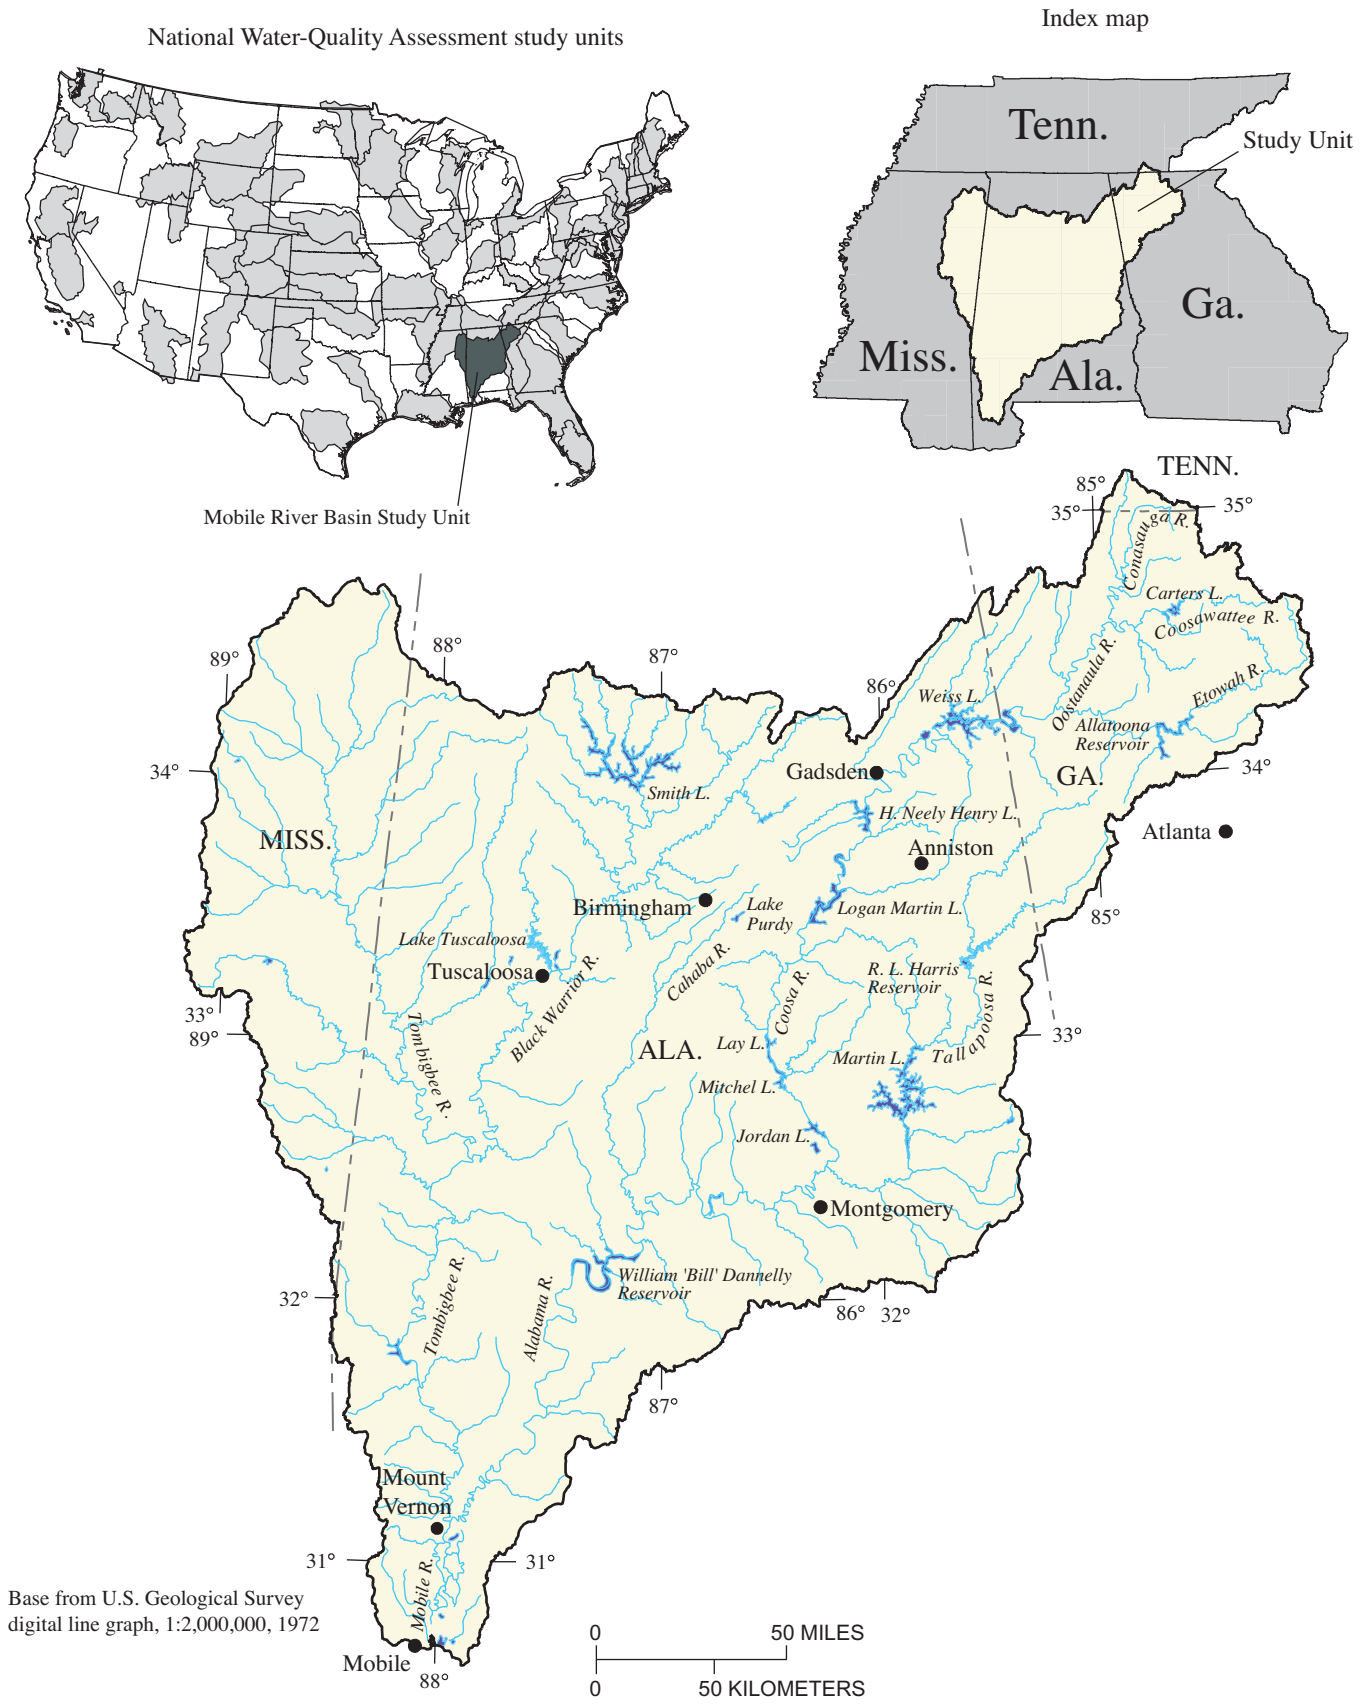 National Water-Quality Assessment study units
Index map
Tenn.
Study Unit
Ga.
Miss.
Ala.
Mobile River Basin Study Unit
TENN.
85°
35°
35°
Conasauga R.
Carters L.
Coosawattee R.
89°
88°
87°
86°
Weiss L.
Oostanaula R.
Etowah R.
Allatoona
Reservoir
34°
Gadsden
GA.
34°
Smith L.
H. Neely Henry L.
MISS.
Atlanta
Anniston
Birmingham
Lake
Purdy
Logan Martin L.
85°
Lake Tuscaloosa
Tuscaloosa
Black Warrior R.
Cahaba R.
Coosa R.
R. L. Harris
Reservoir
33°
89°
Tombigbee R.
ALA.
Lay L.
Martin L.
Tallapoosa R.
33°
Mitchel L.
Jordan L.
Montgomery
Tombigbee R.
Alabama R.
William 'Bill' Dannelly
Reservoir
32°
86°
32°
87°
Mount
Vernon
31°
31°
Mobile R.
Base from U.S. Geological Survey
digital line graph, 1:2,000,000, 1972
Mobile
88°
0
50 MILES
0
50 KILOMETERS